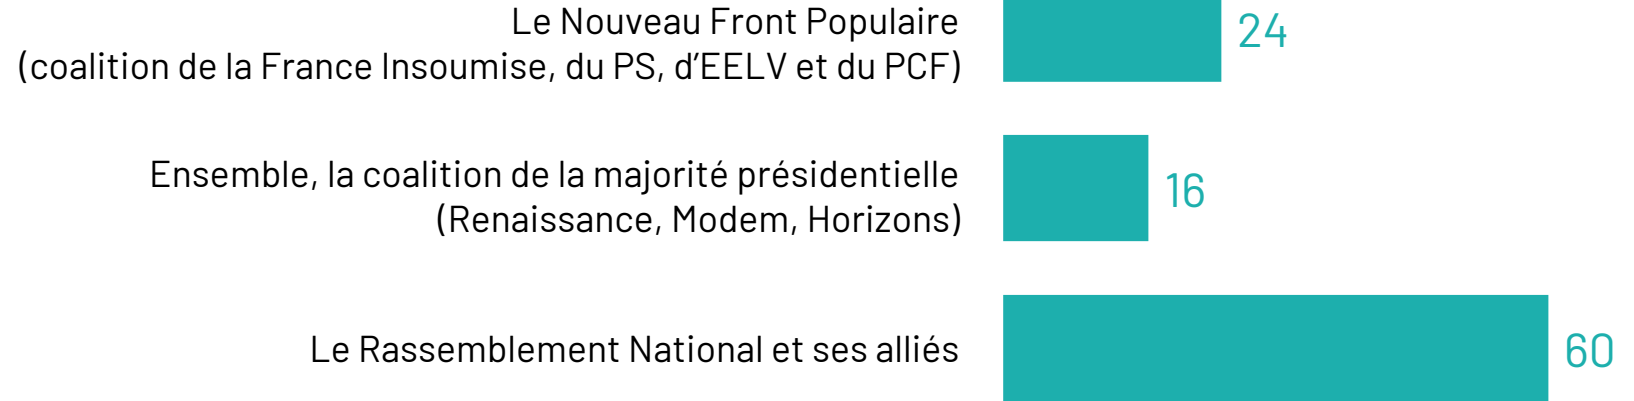 Le Nouveau Front Populaire
(coalition de la France Insoumise, du PS, d'EELV et du PCF)
24
Ensemble, la coalition de la majorité présidentielle
(Renaissance, Modem, Horizons)
16
Le Rassemblement National et ses alliés
60